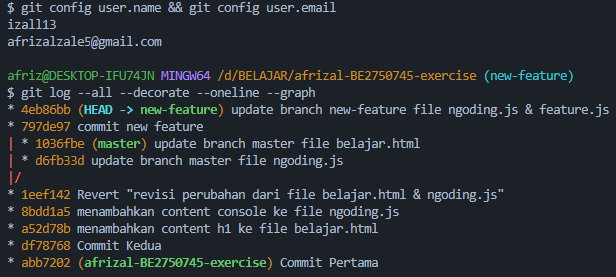 $ git config user.name && git config user.email
izall13
afrizalzale5@gmail.com
afriz@DESKTOP-IFU74JN MINGW64 /d/BELAJAR/afrizal-BE2750745-exercise (new-feature)
$ git log --all --decorate --oneline --graph
* 4eb86bb (HEAD -> new-feature) update branch new-feature file ngoding.js & feature.js
* 797de97 commit new feature
| * 1036fbe (master) update branch master file belajar.html
| * d6fb33d update branch master file ngoding.js
|/
* 1eef142 Revert "revisi perubahan dari file belajar.html & ngoding.js"
* 8bdd1a5 menambahkan content console ke file ngoding.js
* a52d78b menambahkan content h1 ke file belajar.html
* df78768 Commit Kedua
* abb7202 (afrizal-BE2750745-exercise) Commit Pertama